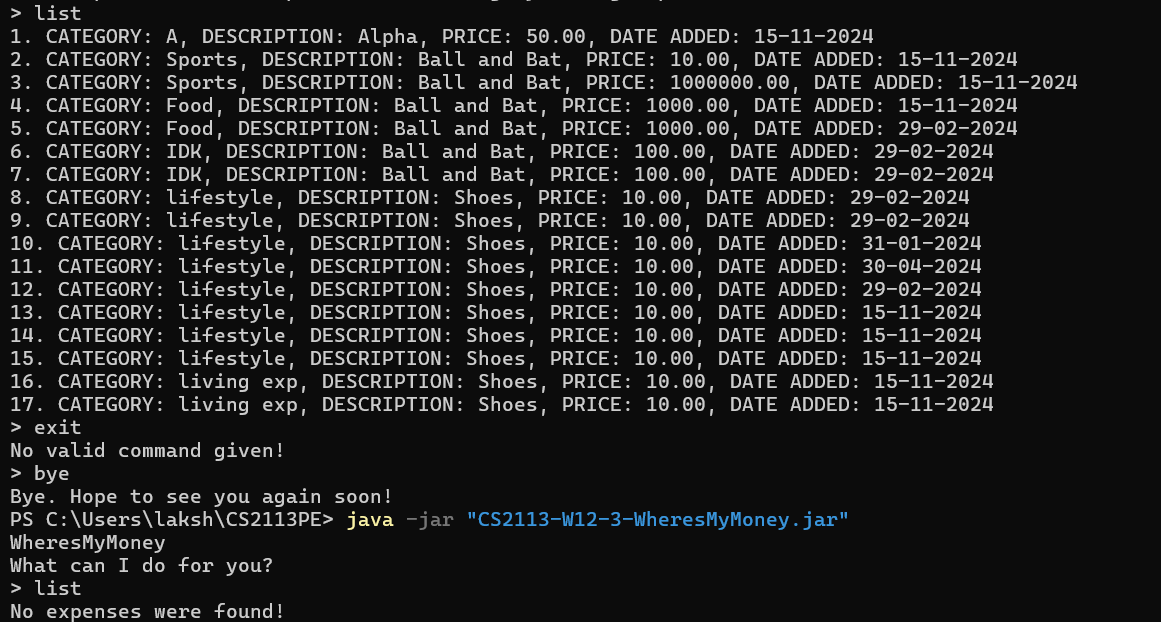 > list
1. CATEGORY: A, DESCRIPTION: Alpha, PRICE: 50.00, DATE ADDED: 15-11-2024
2. CATEGORY: Sports, DESCRIPTION: Ball and Bat, PRICE: 10.00, DATE ADDED: 15-11-2024
3. CATEGORY: Sports, DESCRIPTION: Ball and Bat, PRICE: 1000000.00, DATE ADDED: 15-11-2024
4. CATEGORY: Food, DESCRIPTION: Ball and Bat, PRICE: 1000.00, DATE ADDED: 15-11-2024
5. CATEGORY: Food, DESCRIPTION: Ball and Bat, PRICE: 1000.00, DATE ADDED: 29-02-2024
6. CATEGORY: IDK, DESCRIPTION: Ball and Bat, PRICE: 100.00, DATE ADDED: 29-02-2024
7. CATEGORY: IDK, DESCRIPTION: Ball and Bat, PRICE: 100.00, DATE ADDED: 29-02-2024
8. CATEGORY: lifestyle, DESCRIPTION: Shoes, PRICE: 10.00, DATE ADDED: 29-02-2024
9. CATEGORY: lifestyle, DESCRIPTION: Shoes, PRICE: 10.00, DATE ADDED: 29-02-2024
10. CATEGORY: lifestyle, DESCRIPTION: Shoes, PRICE: 10.00, DATE ADDED: 31-01-2024
11. CATEGORY: lifestyle, DESCRIPTION: Shoes, PRICE: 10.00, DATE ADDED: 30-04-2024
12. CATEGORY: lifestyle, DESCRIPTION: Shoes, PRICE: 10.00, DATE ADDED: 29-02-2024
13. CATEGORY: lifestyle, DESCRIPTION: Shoes, PRICE: 10.00, DATE ADDED: 15-11-2024
14. CATEGORY: lifestyle, DESCRIPTION: Shoes, PRICE: 10.00, DATE ADDED: 15-11-2024
15. CATEGORY: lifestyle, DESCRIPTION: Shoes, PRICE: 10.00, DATE ADDED: 15-11-2024
16. CATEGORY: living exp, DESCRIPTION: Shoes, PRICE: 10.00, DATE ADDED: 15-11-2024
17. CATEGORY: living exp, DESCRIPTION: Shoes, PRICE: 10.00, DATE ADDED: 15-11-2024
> exit
No valid command given!
> bye
Bye. Hope to see you again soon!
PS C:\Users\laksh\CS2113PE> java -jar "CS2113-W12-3-WheresMyMoney.jar"
WheresMyMoney
What can I do for you?
> list
No expenses were found!